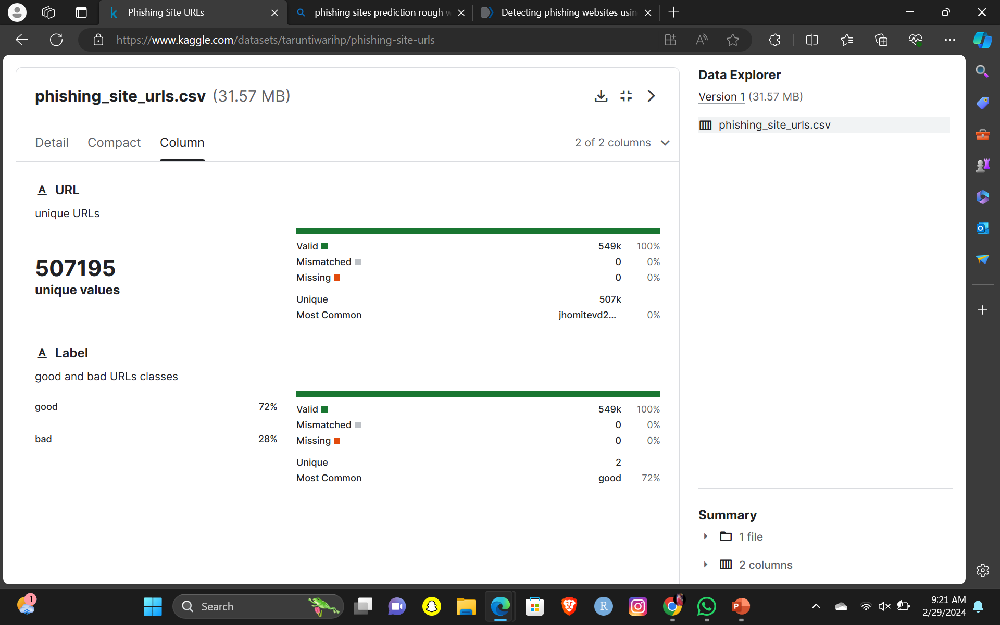 Phishing Site URLs
phishing sites prediction rough w
Detecting phishing websites usin
https://www.kaggle.com/datasets/taruntiwarihp/phishing-site-urls
phishing_site_urls.csv (31.57 MB)
Detail Compact Column
2 of 2 columns
A URL
unique URLs
507195
unique values
Valid 549k 100%
Mismatched 0 0%
Missing 0 0%
Unique 507k
Most Common jhomitevd2... 0%
A Label
good and bad URLs classes
good 72%
bad 28%
Valid 549k 100%
Mismatched 0 0%
Missing 0 0%
Unique 2
Most Common good 72%
Data Explorer
Version 1 (31.57 MB)
phishing_site_urls.csv
Summary
1 file
2 columns
1
Search
9:21 AM
2/29/2024